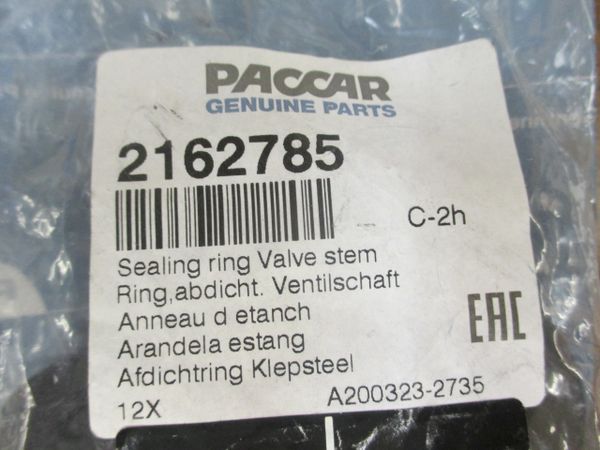 PACCAR
GENUINE PARTS
2162785
C-2h
Sealing ring Valve stem
Ring,abdicht. Ventilschaft
Anneau d etanch
Arandela estang
Afdichtring Klepsteel
EAC
12X
A200323-2735